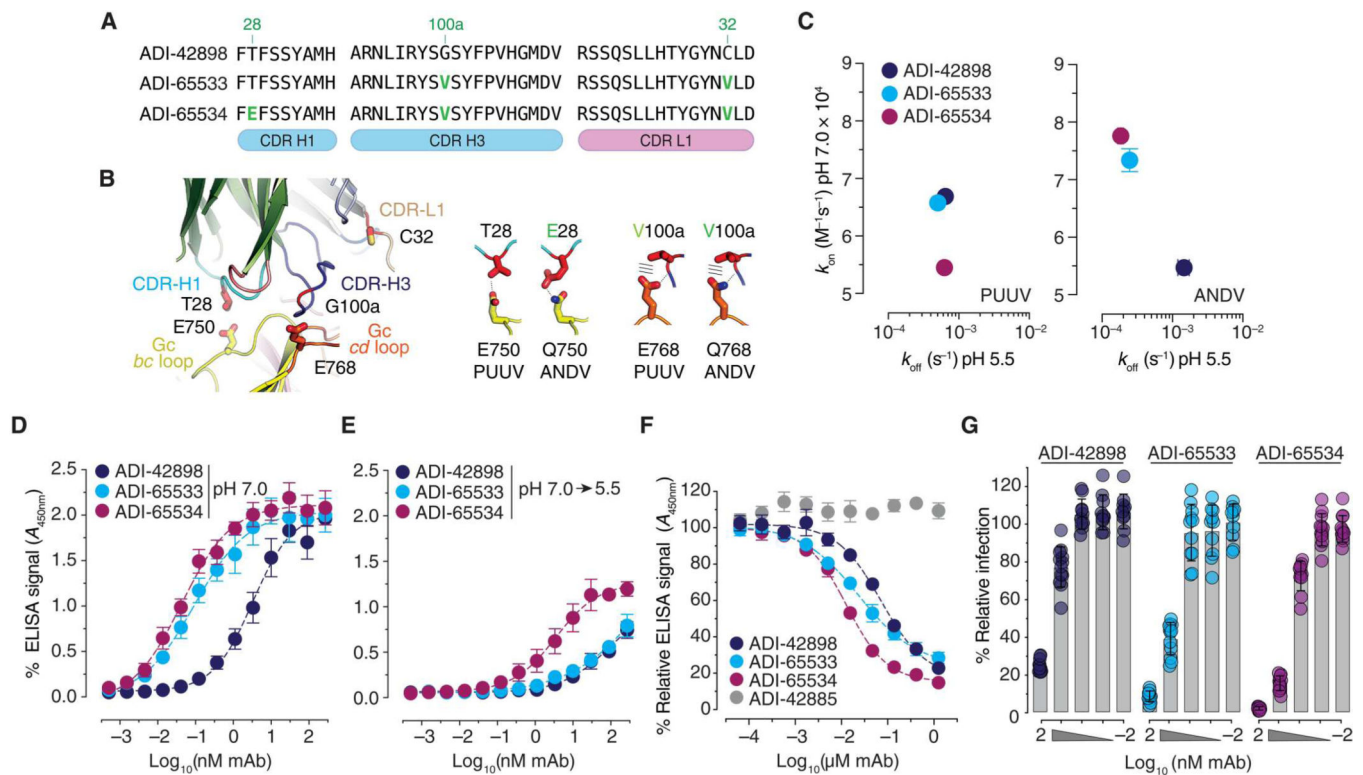 A
28 100a 32
ADI-42898 FTFSSYAMH ARNLIRYSGSYFPVHGMDV RSSQSLLHTYGYNCLD
ADI-65533 FTFSSYAMH ARNLIRYSVSYFPVHGMDV RSSQSLLHTYGYNVLD
ADI-65534 FEFSSYAMH ARNLIRYSVSYFPVHGMDV RSSQSLLHTYGYNVLD
CDR H1 CDR H3 CDR L1
B
CDR-L1
C32
CDR-H1
T28
CDR-H3
G100a
E750
Gc
bc loop
Gc
cd loop
E768
T28 E28 V100a V100a
E750 Q750 E768 Q768
PUUV ANDV PUUV ANDV
C
ADI-42898
ADI-65533
ADI-65534
kon (M⁻¹s⁻¹) pH 7.0 × 10⁴
9
8
7
6
5
PUUV
10⁻⁴ 10⁻³ 10⁻²
koff (s⁻¹) pH 5.5
9
8
7
6
5
ANDV
10⁻⁴ 10⁻³ 10⁻²
koff (s⁻¹) pH 5.5
D
% ELISA signal (A450nm)
2.5
2.0
1.5
1.0
0.5
0.0
ADI-42898
ADI-65533
ADI-65534
pH 7.0
−3 −2 −1 0 1 2
Log10(nM mAb)
E
2.5
2.0
1.5
1.0
0.5
0.0
ADI-42898
ADI-65533
ADI-65534
pH 7.0 → 5.5
−3 −2 −1 0 1 2
Log10(nM mAb)
F
% Relative ELISA signal (A450nm)
120
100
80
60
40
20
0
ADI-42898
ADI-65533
ADI-65534
ADI-42885
−4 −3 −2 −1 0
Log10(µM mAb)
G
ADI-42898 ADI-65533 ADI-65534
% Relative infection
120
100
80
60
40
20
0
2 −2 2 −2 2 −2
Log10 (nM mAb)